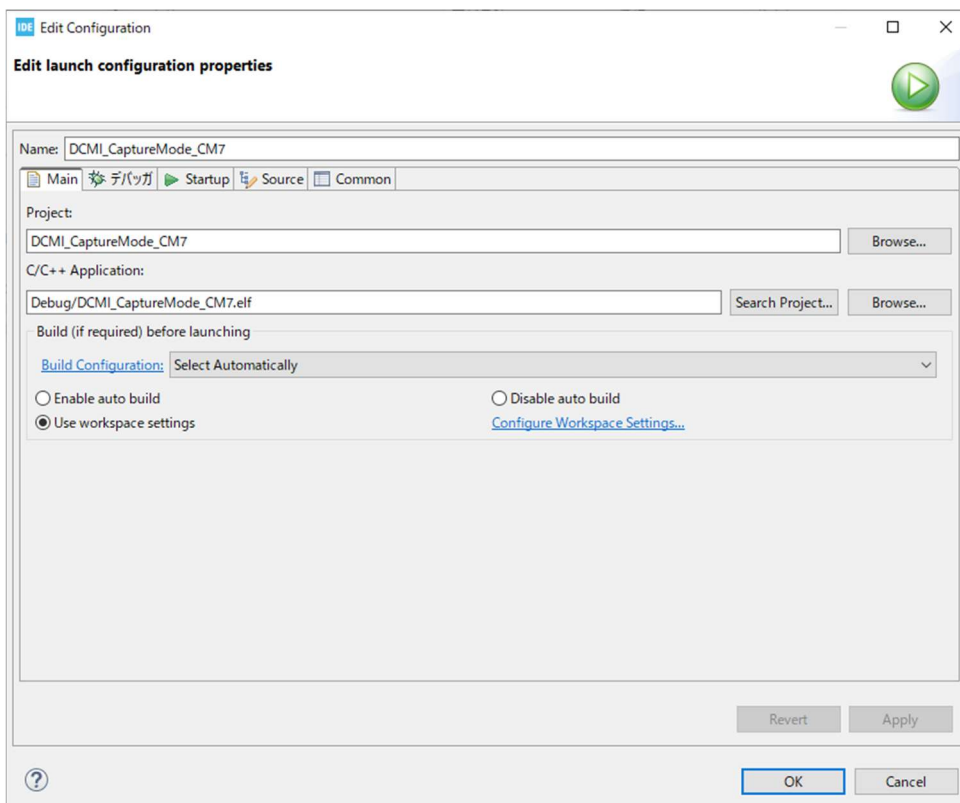 IDE Edit Configuration
Edit launch configuration properties
Name: DCMI_CaptureMode_CM7
Main デバッガ Startup Source Common
Project:
DCMI_CaptureMode_CM7 Browse...
C/C++ Application:
Debug/DCMI_CaptureMode_CM7.elf Search Project... Browse...
Build (if required) before launching
Build Configuration: Select Automatically
Enable auto build Disable auto build
Use workspace settings Configure Workspace Settings...
Revert Apply
? OK Cancel